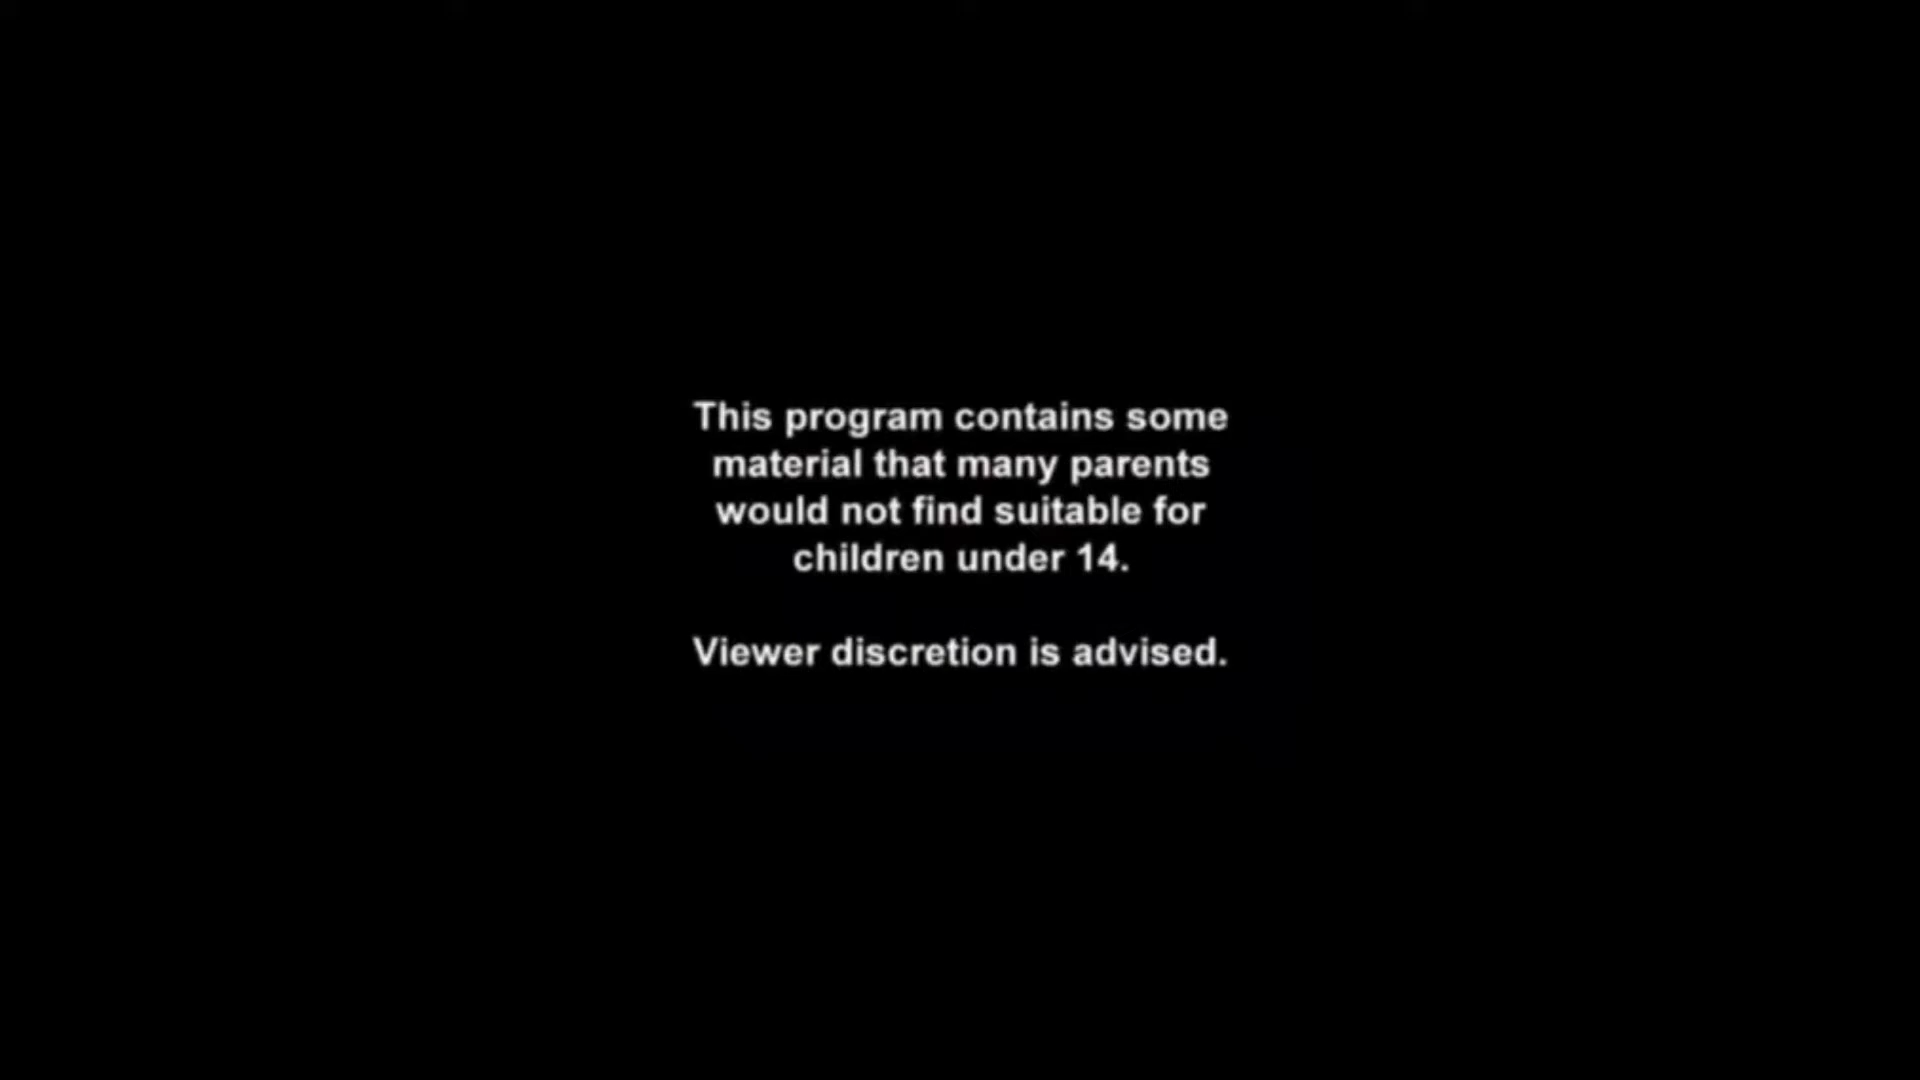 This program contains some
material that many parents
would not find suitable for
children under 14.
Viewer discretion is advised.